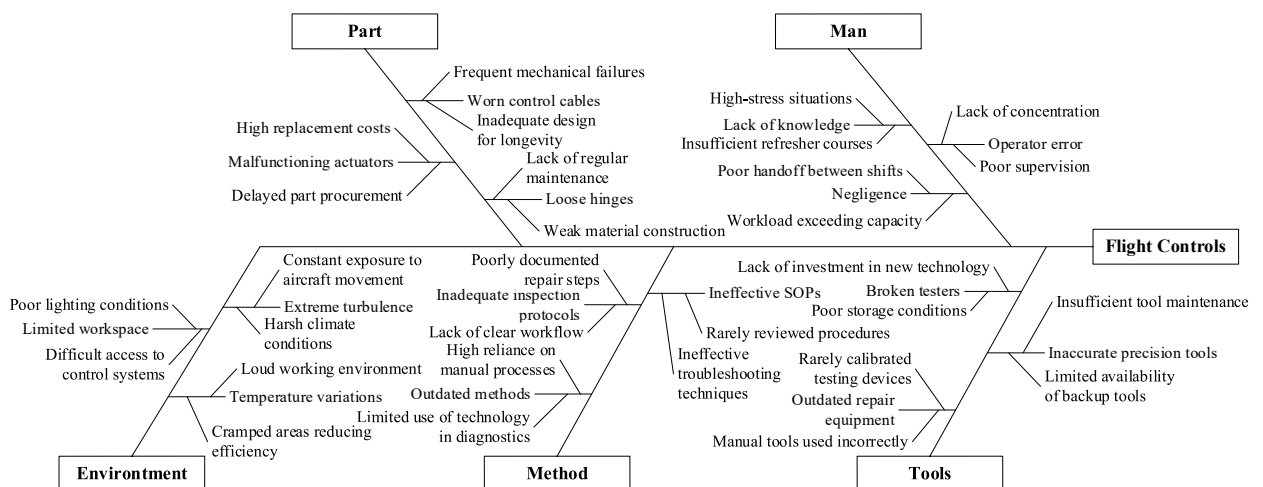 Part
Man
Frequent mechanical failures
Worn control cables
Inadequate design
for longevity
High replacement costs
Malfunctioning actuators
Delayed part procurement
Lack of regular
maintenance
Loose hinges
Weak material construction
High-stress situations
Lack of knowledge
Insufficient refresher courses
Lack of concentration
Operator error
Poor supervision
Poor handoff between shifts
Negligence
Workload exceeding capacity
Flight Controls
Constant exposure to
aircraft movement
Extreme turbulence
Harsh climate
conditions
Poor lighting conditions
Limited workspace
Difficult access to
control systems
Loud working environment
Temperature variations
Cramped areas reducing
efficiency
Poorly documented
repair steps
Inadequate inspection
protocols
Lack of clear workflow
Ineffective SOPs
Rarely reviewed procedures
Ineffective
troubleshooting
techniques
High reliance on
manual processes
Outdated methods
Limited use of technology
in diagnostics
Lack of investment in new technology
Broken testers
Poor storage conditions
Insufficient tool maintenance
Inaccurate precision tools
Limited availability
of backup tools
Rarely calibrated
testing devices
Outdated repair
equipment
Manual tools used incorrectly
Environtment
Method
Tools